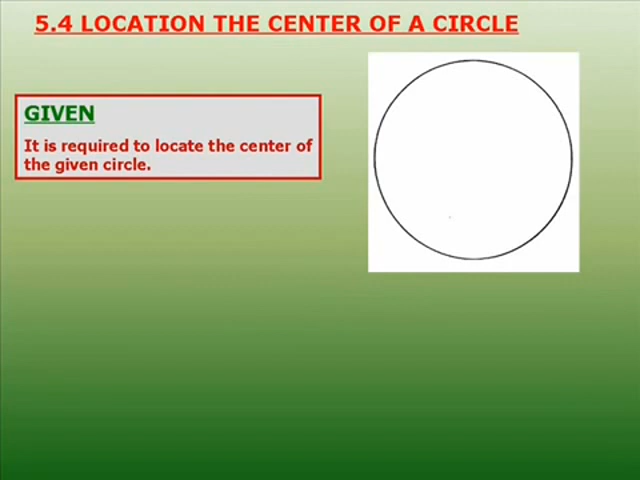 5.4 LOCATION THE CENTER OF A CIRCLE
GIVEN
It is required to locate the center of
the given circle.